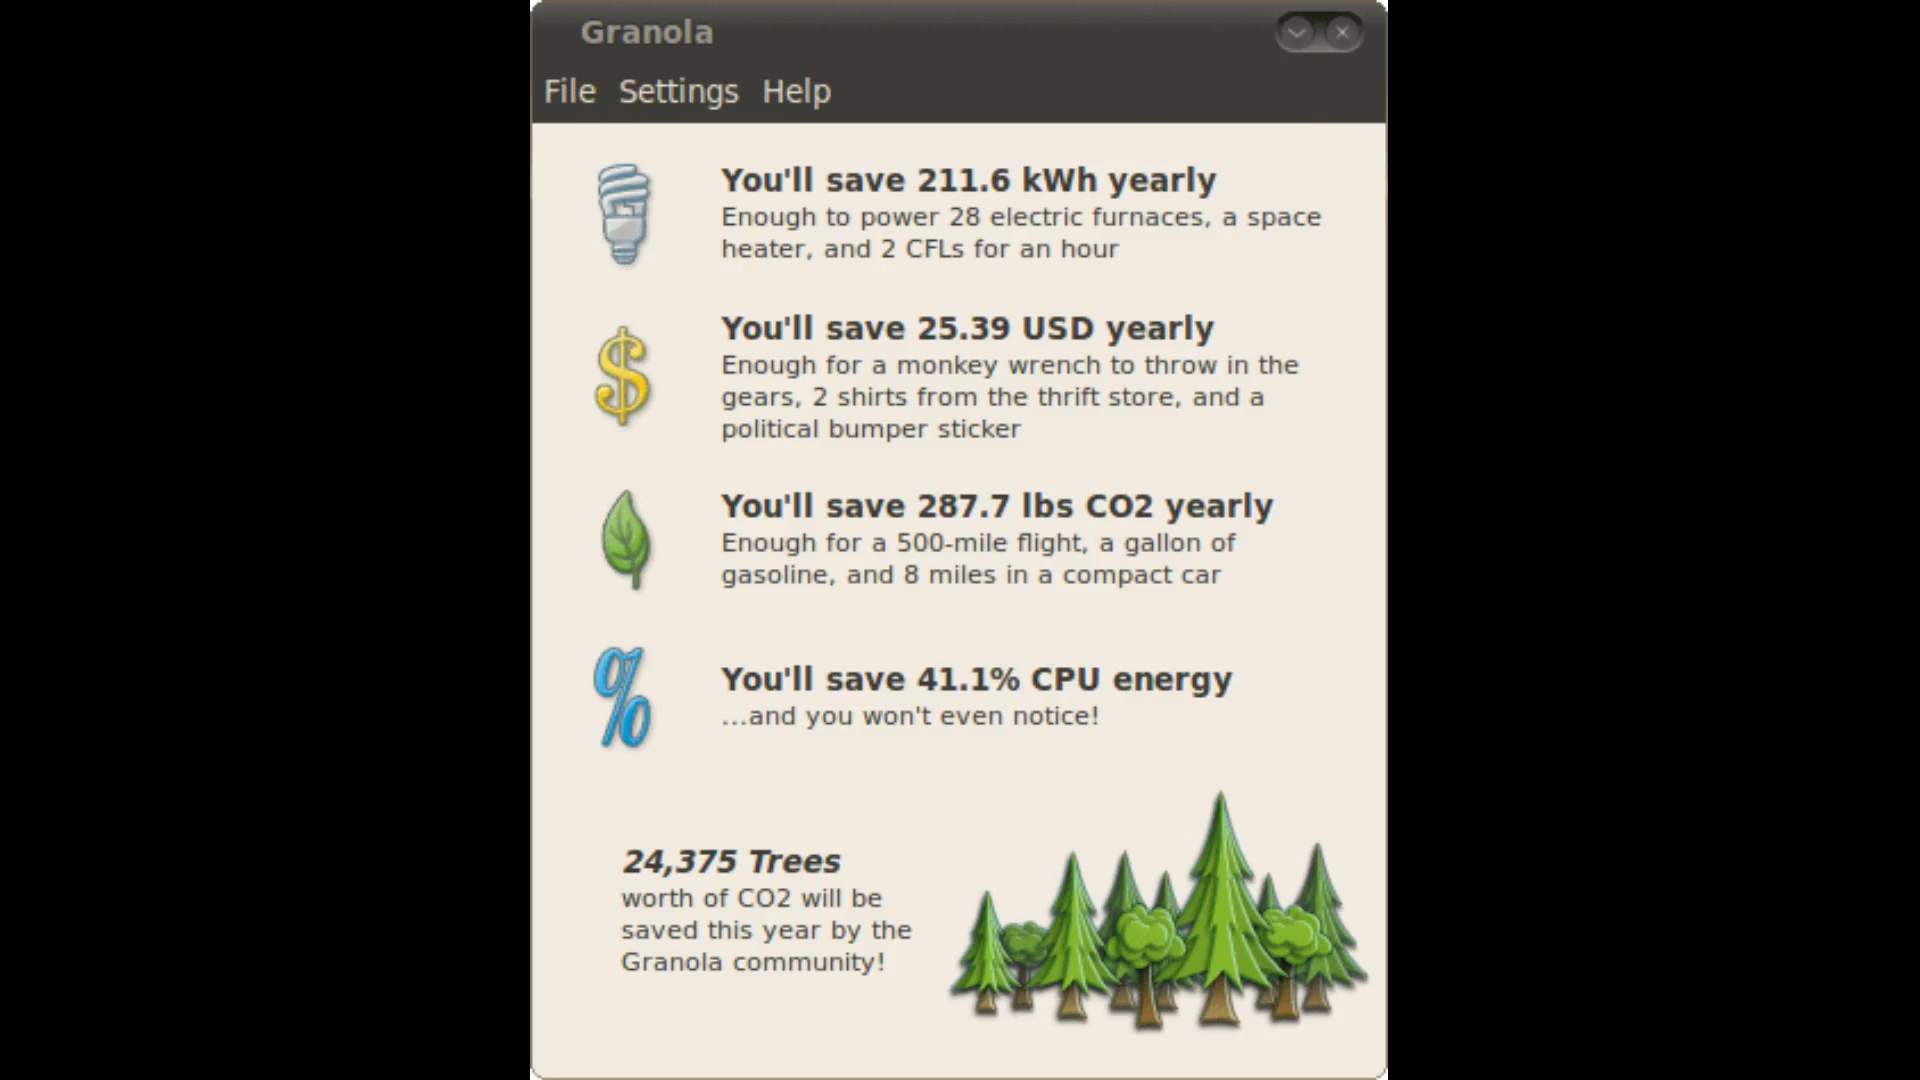 Granola
File Settings Help
You'll save 211.6 kWh yearly
Enough to power 28 electric furnaces, a space
heater, and 2 CFLs for an hour
You'll save 25.39 USD yearly
Enough for a monkey wrench to throw in the
gears, 2 shirts from the thrift store, and a
political bumper sticker
You'll save 287.7 lbs CO2 yearly
Enough for a 500-mile flight, a gallon of
gasoline, and 8 miles in a compact car
You'll save 41.1% CPU energy
...and you won't even notice!
24,375 Trees
worth of CO2 will be
saved this year by the
Granola community!